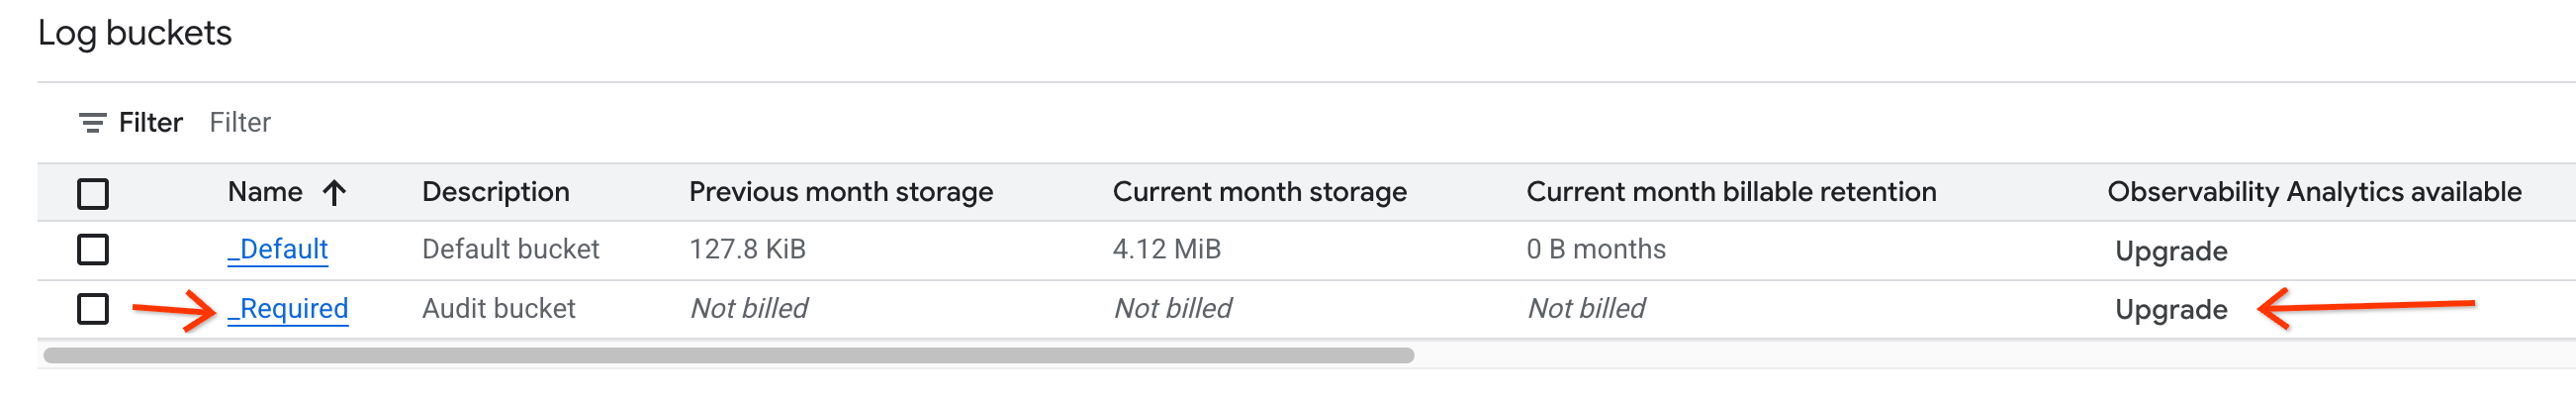 Log buckets
Filter Filter
Name Description Previous month storage Current month storage Current month billable retention Observability Analytics available
_Default Default bucket 127.8 KiB 4.12 MiB 0 B months Upgrade
_Required Audit bucket Not billed Not billed Not billed Upgrade